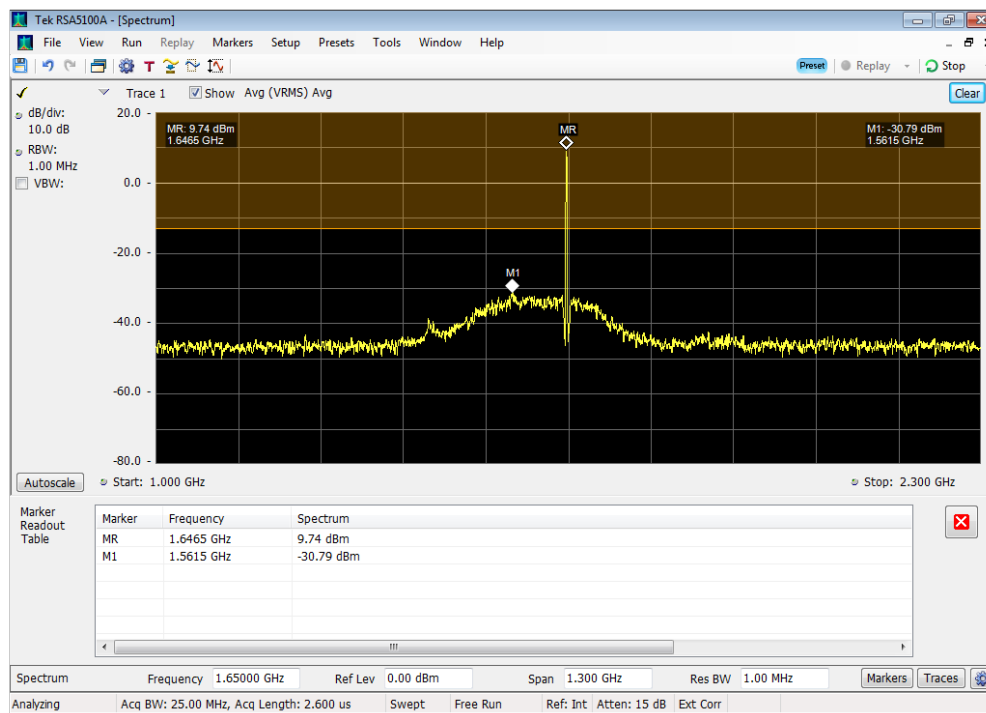 Tek RSA5100A - [Spectrum]
File View Run Replay Markers Setup Presets Tools Window Help
T Preset Replay Stop
Trace 1 Show Avg (VRMS) Avg Clear
dB/div:
10.0 dB
RBW:
1.00 MHz
VBW:
20.0 -
0.0 -
-20.0 -
-40.0 -
-60.0 -
-80.0 -
MR: 9.74 dBm
1.6465 GHz
MR
M1: -30.79 dBm
1.5615 GHz
M1
Autoscale Start: 1.000 GHz Stop: 2.300 GHz
Marker
Readout
Table
Marker Frequency Spectrum
MR 1.6465 GHz 9.74 dBm
M1 1.5615 GHz -30.79 dBm
Spectrum Frequency 1.65000 GHz Ref Lev 0.00 dBm Span 1.300 GHz Res BW 1.00 MHz Markers Traces
Analyzing Acq BW: 25.00 MHz, Acq Length: 2.600 us Swept Free Run Ref: Int Atten: 15 dB Ext Corr